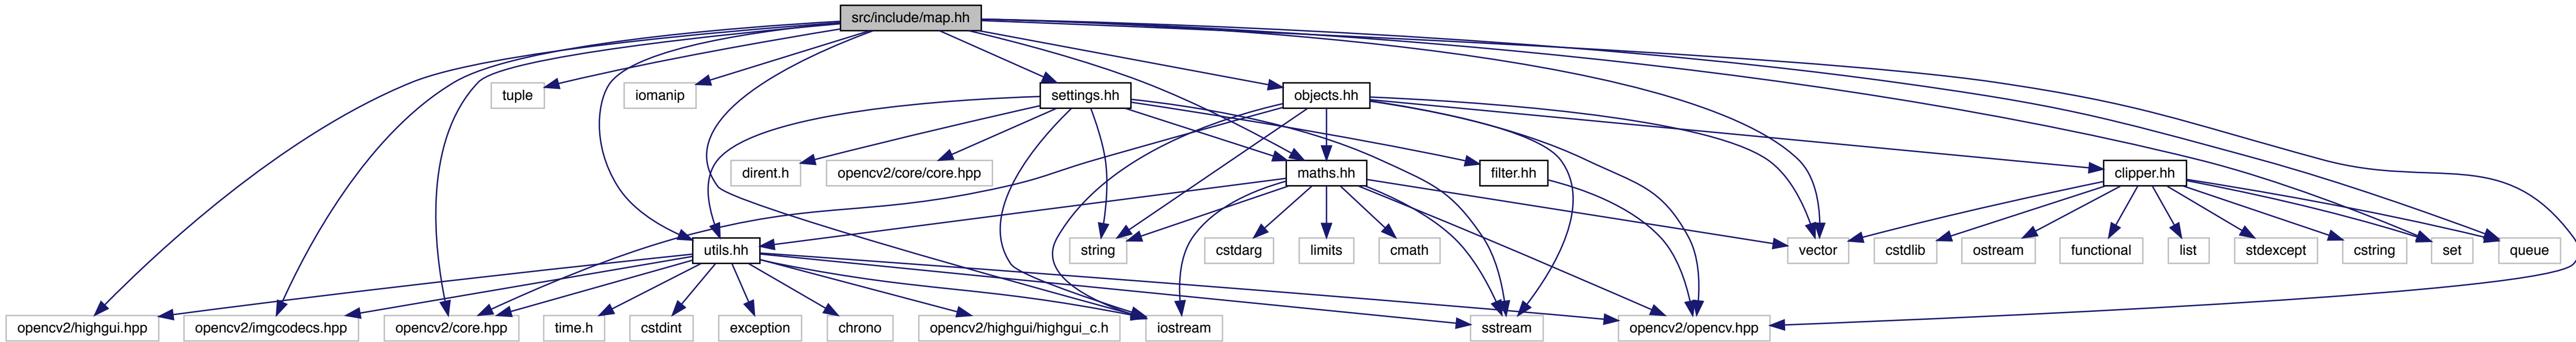 src/include/map.hh
tuple
iomanip
settings.hh
objects.hh
dirent.h
opencv2/core/core.hpp
maths.hh
filter.hh
clipper.hh
utils.hh
string
cstdarg
limits
cmath
vector
cstdlib
ostream
functional
list
stdexcept
cstring
set
queue
opencv2/highgui.hpp
opencv2/imgcodecs.hpp
opencv2/core.hpp
time.h
cstdint
exception
chrono
opencv2/highgui/highgui_c.h
iostream
sstream
opencv2/opencv.hpp